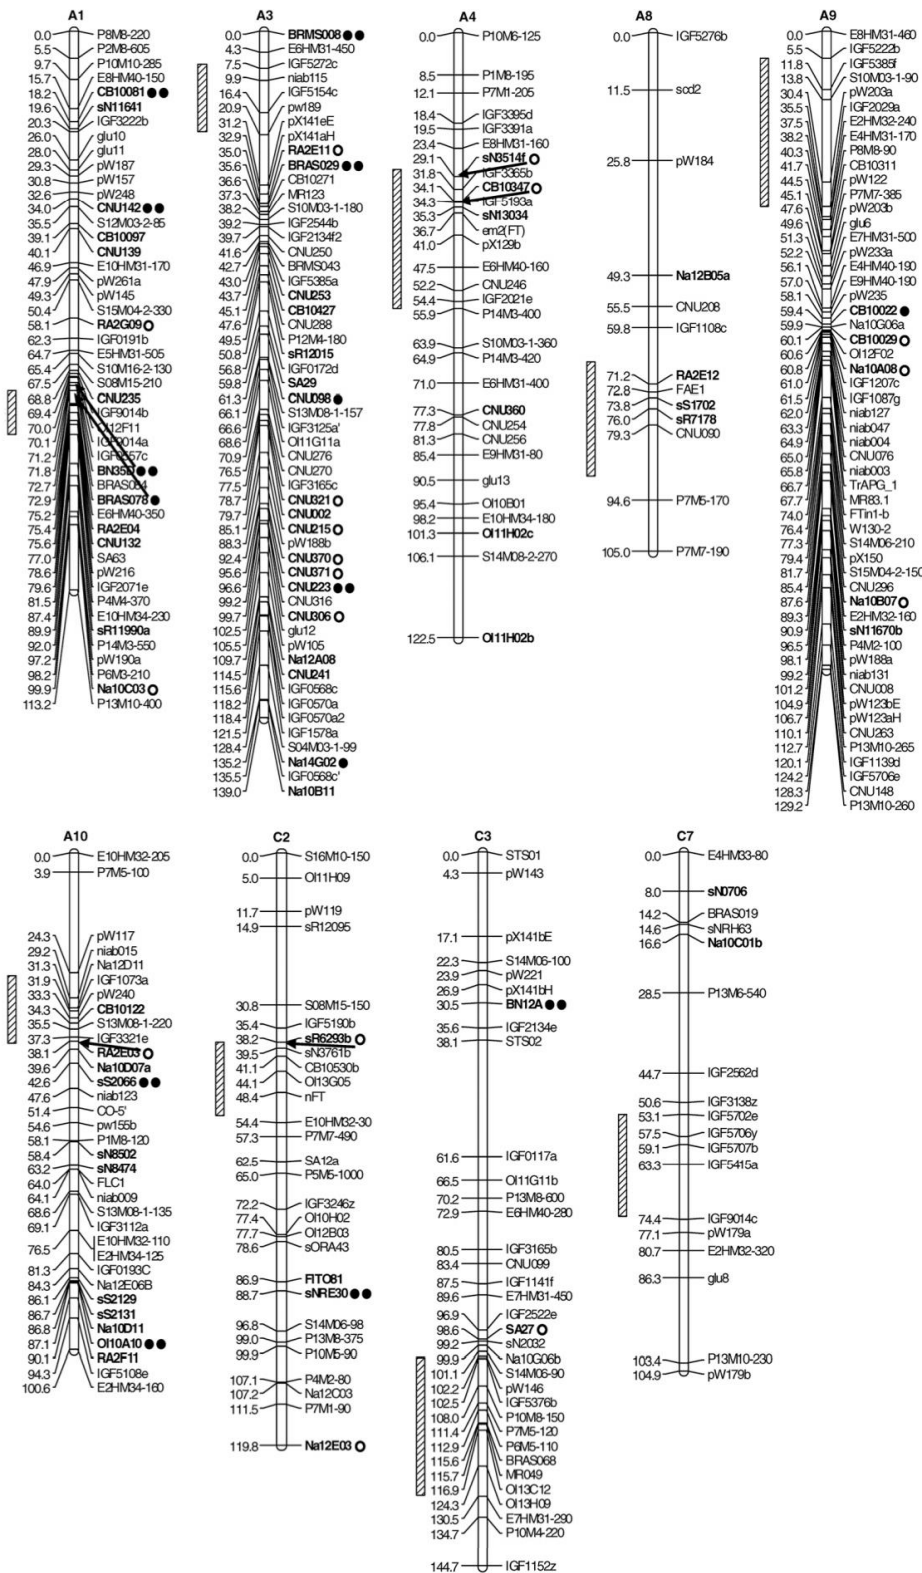 A1
0.0 P8M8-220
5.5 P2M8-605
9.7 P10M10-285
15.7 E8HM40-150
18.2 CB10081
19.6 sN11641
20.3 IGF3222b
26.0 glu10
28.0 glu11
29.3 pW187
30.8 pW157
32.6 pW248
34.0 CNU142
35.5 S12M03-2-85
39.1 CB10097
40.1 CNU139
46.9 E10HM31-170
47.9 pW261a
49.3 pW145
50.4 S15M04-2-330
58.1 RA2G09
62.3 IGF0191b
64.7 E5HM31-505
65.4 S10M16-2-130
67.5 S08M15-210
68.8 CNU235
69.4 IGF9014b
70.0 OI12F11
70.1 IGF9014a
71.2 IGF0557c
71.8 BN35D
72.7 BRAS084
72.9 BRAS078
75.2 E6HM40-350
75.4 RA2E04
75.6 CNU132
77.0 SA63
78.6 pW216
79.6 IGF2071e
81.5 P4M4-370
87.4 E10HM34-230
89.9 sR11990a
92.0 P14M3-550
97.2 pW190a
98.2 P6M3-210
99.9 Na10C03
113.2 P13M10-400
A3
0.0 BRMS008
4.3 E6HM31-450
7.5 IGF5272c
9.9 niab115
16.4 IGF5154c
20.9 pw189
31.2 pX141eE
32.9 pX141aH
35.0 RA2E11
35.6 BRAS029
36.6 CB10271
37.3 MR123
38.2 S10M03-1-180
39.2 IGF2544b
39.7 IGF2134f2
41.6 CNU250
42.7 BRMS043
43.0 IGF5385a
43.7 CNU253
45.1 CB10427
47.6 CNU288
49.8 P12M4-180
50.8 sR12015
56.8 IGF0172d
59.8 SA29
61.3 CNU098
66.1 S13M08-1-157
66.6 IGF3125a'
68.6 OI11G11a
70.9 CNU276
76.5 CNU270
77.5 IGF3165c
78.7 CNU321
79.7 CNU002
85.1 CNU215
88.3 pW188b
92.4 CNU370
95.6 CNU371
96.6 CNU223
99.2 CNU316
99.7 CNU306
102.5 glu12
105.5 pW105
109.7 Na12A08
114.5 CNU241
115.6 IGF0568c
118.2 IGF0570a
118.4 IGF0570a2
121.5 IGF1578a
128.4 S04M03-1-99
135.2 Na14G02
135.5 IGF0568c'
139.0 Na10B11
A4
0.0 P10M6-125
8.5 P1M8-195
12.1 P7M1-205
18.4 IGF3395d
19.5 IGF3391a
23.4 E8HM31-160
29.1 sN3514f
31.8 IGF3365b
34.1 CB10347
34.3 IGF5193a
35.3 sN13034
36.7 em2(FT)
41.0 pX129b
47.5 E6HM40-160
52.2 CNU246
54.4 IGF2021e
55.9 P14M3-400
63.9 S10M03-1-360
64.9 P14M3-420
71.0 E6HM31-400
77.3 CNU360
77.8 CNU254
81.3 CNU256
85.4 E9HM31-80
90.5 glu13
95.4 OI10B01
98.2 E10HM34-180
101.3 OI11H02c
106.1 S14M08-2-270
122.5 OI11H02b
A8
0.0 IGF5276b
11.5 scd2
25.8 pW184
49.3 Na12B05a
55.5 CNU208
59.8 IGF1108c
71.2 RA2E12
72.8 FAE1
73.8 sS1702
76.0 sR7178
79.3 CNU090
94.6 P7M5-170
105.0 P7M7-190
A9
0.0 E8HM31-460
5.5 IGF5222b
11.8 IGF5385f
13.8 S10M03-1-90
30.4 pW203a
35.5 IGF2029a
37.5 E7HM32-240
38.2 E4HM31-170
40.3 P8M8-90
41.7 CB10311
44.5 pW122
45.1 P7M7-385
47.6 pW203b
49.6 glu6
51.3 E7HM31-500
52.2 pW233a
56.1 E4HM40-190
57.0 E9HM40-190
58.1 pW235
59.4 CB10022
59.9 Na10G06a
60.1 CB10029
60.6 OI12F02
60.8 Na10A08
61.0 IGF1207c
61.5 IGF1087g
62.0 niab127
63.5 niab047
64.9 niab004
65.0 CNU076
65.8 niab003
66.7 TrAPG_1
67.7 MR83.1
74.0 FTin1-b
76.4 W130-2
77.3 S14M06-210
79.4 pX150
81.7 S15M04-2-150
85.4 CNU296
87.6 Na10B07
89.3 E2HM32-160
90.9 sN11670b
96.5 P4M2-100
98.1 pW188a
99.2 niab131
101.2 CNU008
104.9 pW123bE
106.7 pW123aH
110.1 CNU263
112.7 P13M10-265
120.1 IGF1139d
124.2 IGF5706e
128.3 CNU148
129.2 P13M10-260
A10
0.0 E10HM32-205
3.9 P7M5-100
24.3 pW117
29.2 niab015
31.3 Na12D11
31.9 IGF1073a
33.3 pW240
34.3 CB10122
35.5 S13M08-1-220
37.3 IGF3321e
38.1 RA2E03
39.6 Na10D07a
42.6 sS2066
47.6 niab123
51.4 CO-5'
54.6 pw155b
58.1 P1M8-120
58.4 sN8502
63.2 sN8474
64.0 FLC1
64.1 niab009
68.6 S13M08-1-135
69.1 IGF3112a
76.5 E10HM32-110
E2HM34-125
81.3 IGF0193C
84.3 Na12E06B
86.1 sS2129
86.7 sS2131
86.8 Na10D11
87.1 OI10A10
90.1 RA2F11
94.3 IGF5108e
100.6 E2HM34-160
C2
0.0 S16M10-150
5.0 OI11H09
11.7 pW119
14.9 sR12095
30.8 S08M15-150
35.4 IGF5190b
38.2 sR6293b
39.5 sN3761b
41.1 CB10530b
44.1 OI13G05
48.4 nFT
54.4 E10HM32-30
57.3 P7M7-490
62.5 SA12a
65.0 P5M5-1000
72.2 IGF3246z
77.4 OI10H02
77.7 OI12B03
78.6 sORA43
86.9 FITO81
88.7 sNRE30
96.8 S14M06-98
99.0 P13M8-375
99.9 P10M5-90
107.1 P4M2-80
107.2 Na12C03
111.5 P7M1-90
119.8 Na12E03
C3
0.0 STS01
4.3 pW143
17.1 pX141bE
22.3 S14M06-100
23.9 pW221
26.9 pX141bH
30.5 BN12A
35.6 IGF2134e
38.1 STS02
61.6 IGF0117a
66.5 OI11G11b
70.2 P13M8-600
72.9 E6HM40-280
80.5 IGF3165b
83.4 CNU099
87.5 IGF1141f
89.6 E7HM31-450
96.9 IGF2522e
98.6 SA27
99.2 sN2032
99.9 Na10G06b
101.1 S14M06-90
102.2 pW146
102.5 IGF5376b
108.0 P10M8-150
111.4 P7M5-120
112.9 P6M5-110
115.6 BRAS068
115.7 MR049
116.9 OI13C12
124.3 OI13H09
130.5 E7HM31-290
134.7 P10M4-220
144.7 IGF1152z
C7
0.0 E4HM33-80
8.0 sN0706
14.2 BRAS019
14.6 sNRH63
16.6 Na10C01b
28.5 P13M6-540
44.7 IGF2562d
50.6 IGF3138z
53.1 IGF5702e
57.5 IGF5706y
59.1 IGF5707b
63.3 IGF5415a
74.4 IGF9014c
77.1 pW179a
80.7 E2HM32-320
86.3 glu8
103.4 P13M10-230
104.9 pW179b